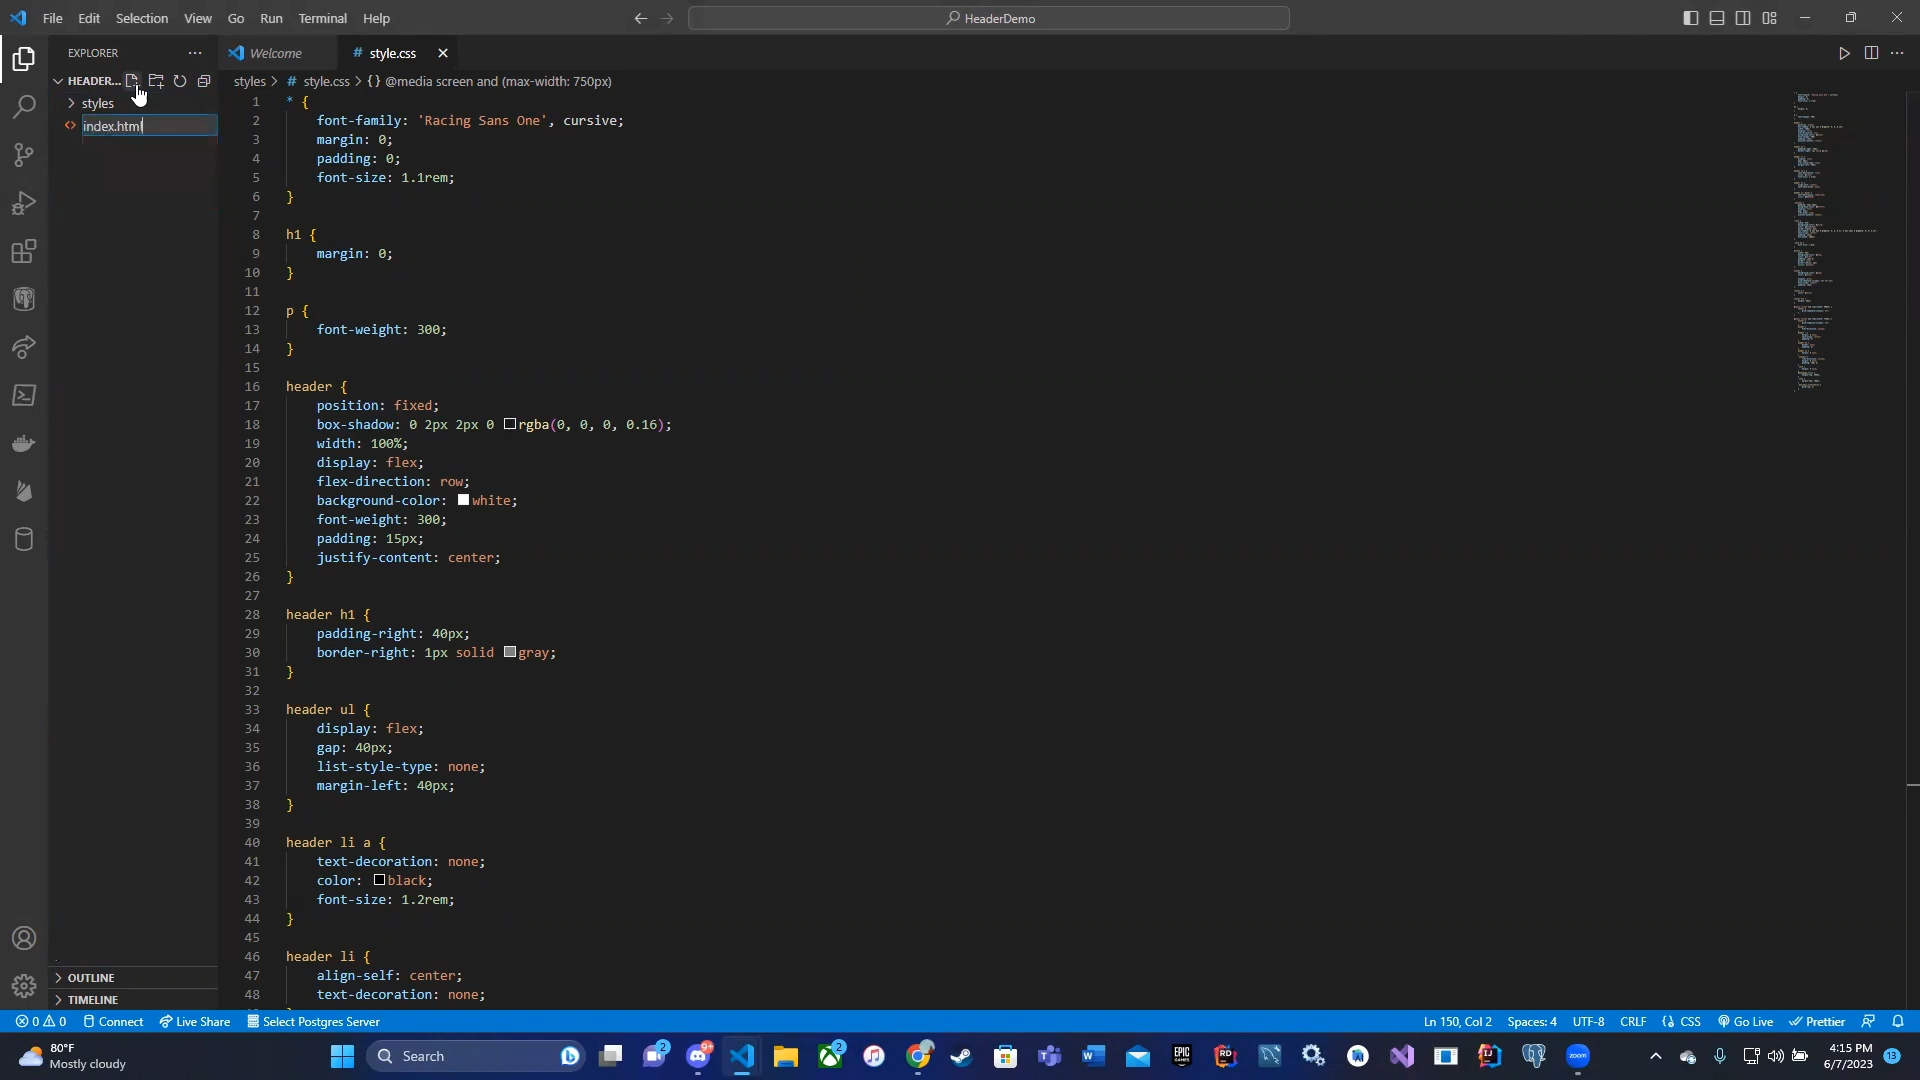 File Edit Selection View Go Run Terminal Help
HeaderDemo
EXPLORER
Welcome
# style.css
HEADER...
styles > # style.css > {} @media screen and (max-width: 750px)
styles
index.html
1 * {
2 font-family: 'Racing Sans One', cursive;
3 margin: 0;
4 padding: 0;
5 font-size: 1.1rem;
6 }
7
8 h1 {
9 margin: 0;
10 }
11
12 p {
13 font-weight: 300;
14 }
15
16 header {
17 position: fixed;
18 box-shadow: 0 2px 2px 0 rgba(0, 0, 0, 0.16);
19 width: 100%;
20 display: flex;
21 flex-direction: row;
22 background-color: white;
23 font-weight: 300;
24 padding: 15px;
25 justify-content: center;
26 }
27
28 header h1 {
29 padding-right: 40px;
30 border-right: 1px solid gray;
31 }
32
33 header ul {
34 display: flex;
35 gap: 40px;
36 list-style-type: none;
37 margin-left: 40px;
38 }
39
40 header li a {
41 text-decoration: none;
42 color: black;
43 font-size: 1.2rem;
44 }
45
46 header li {
47 align-self: center;
48 text-decoration: none;
OUTLINE
TIMELINE
0 0 Connect Live Share Select Postgres Server
Ln 150, Col 2 Spaces: 4 UTF-8 CRLF {} CSS Go Live Prettier
80°F
Mostly cloudy
Search
2
9+
2
RD
EPIC GAMES
zoom
4:15 PM
6/7/2023
13